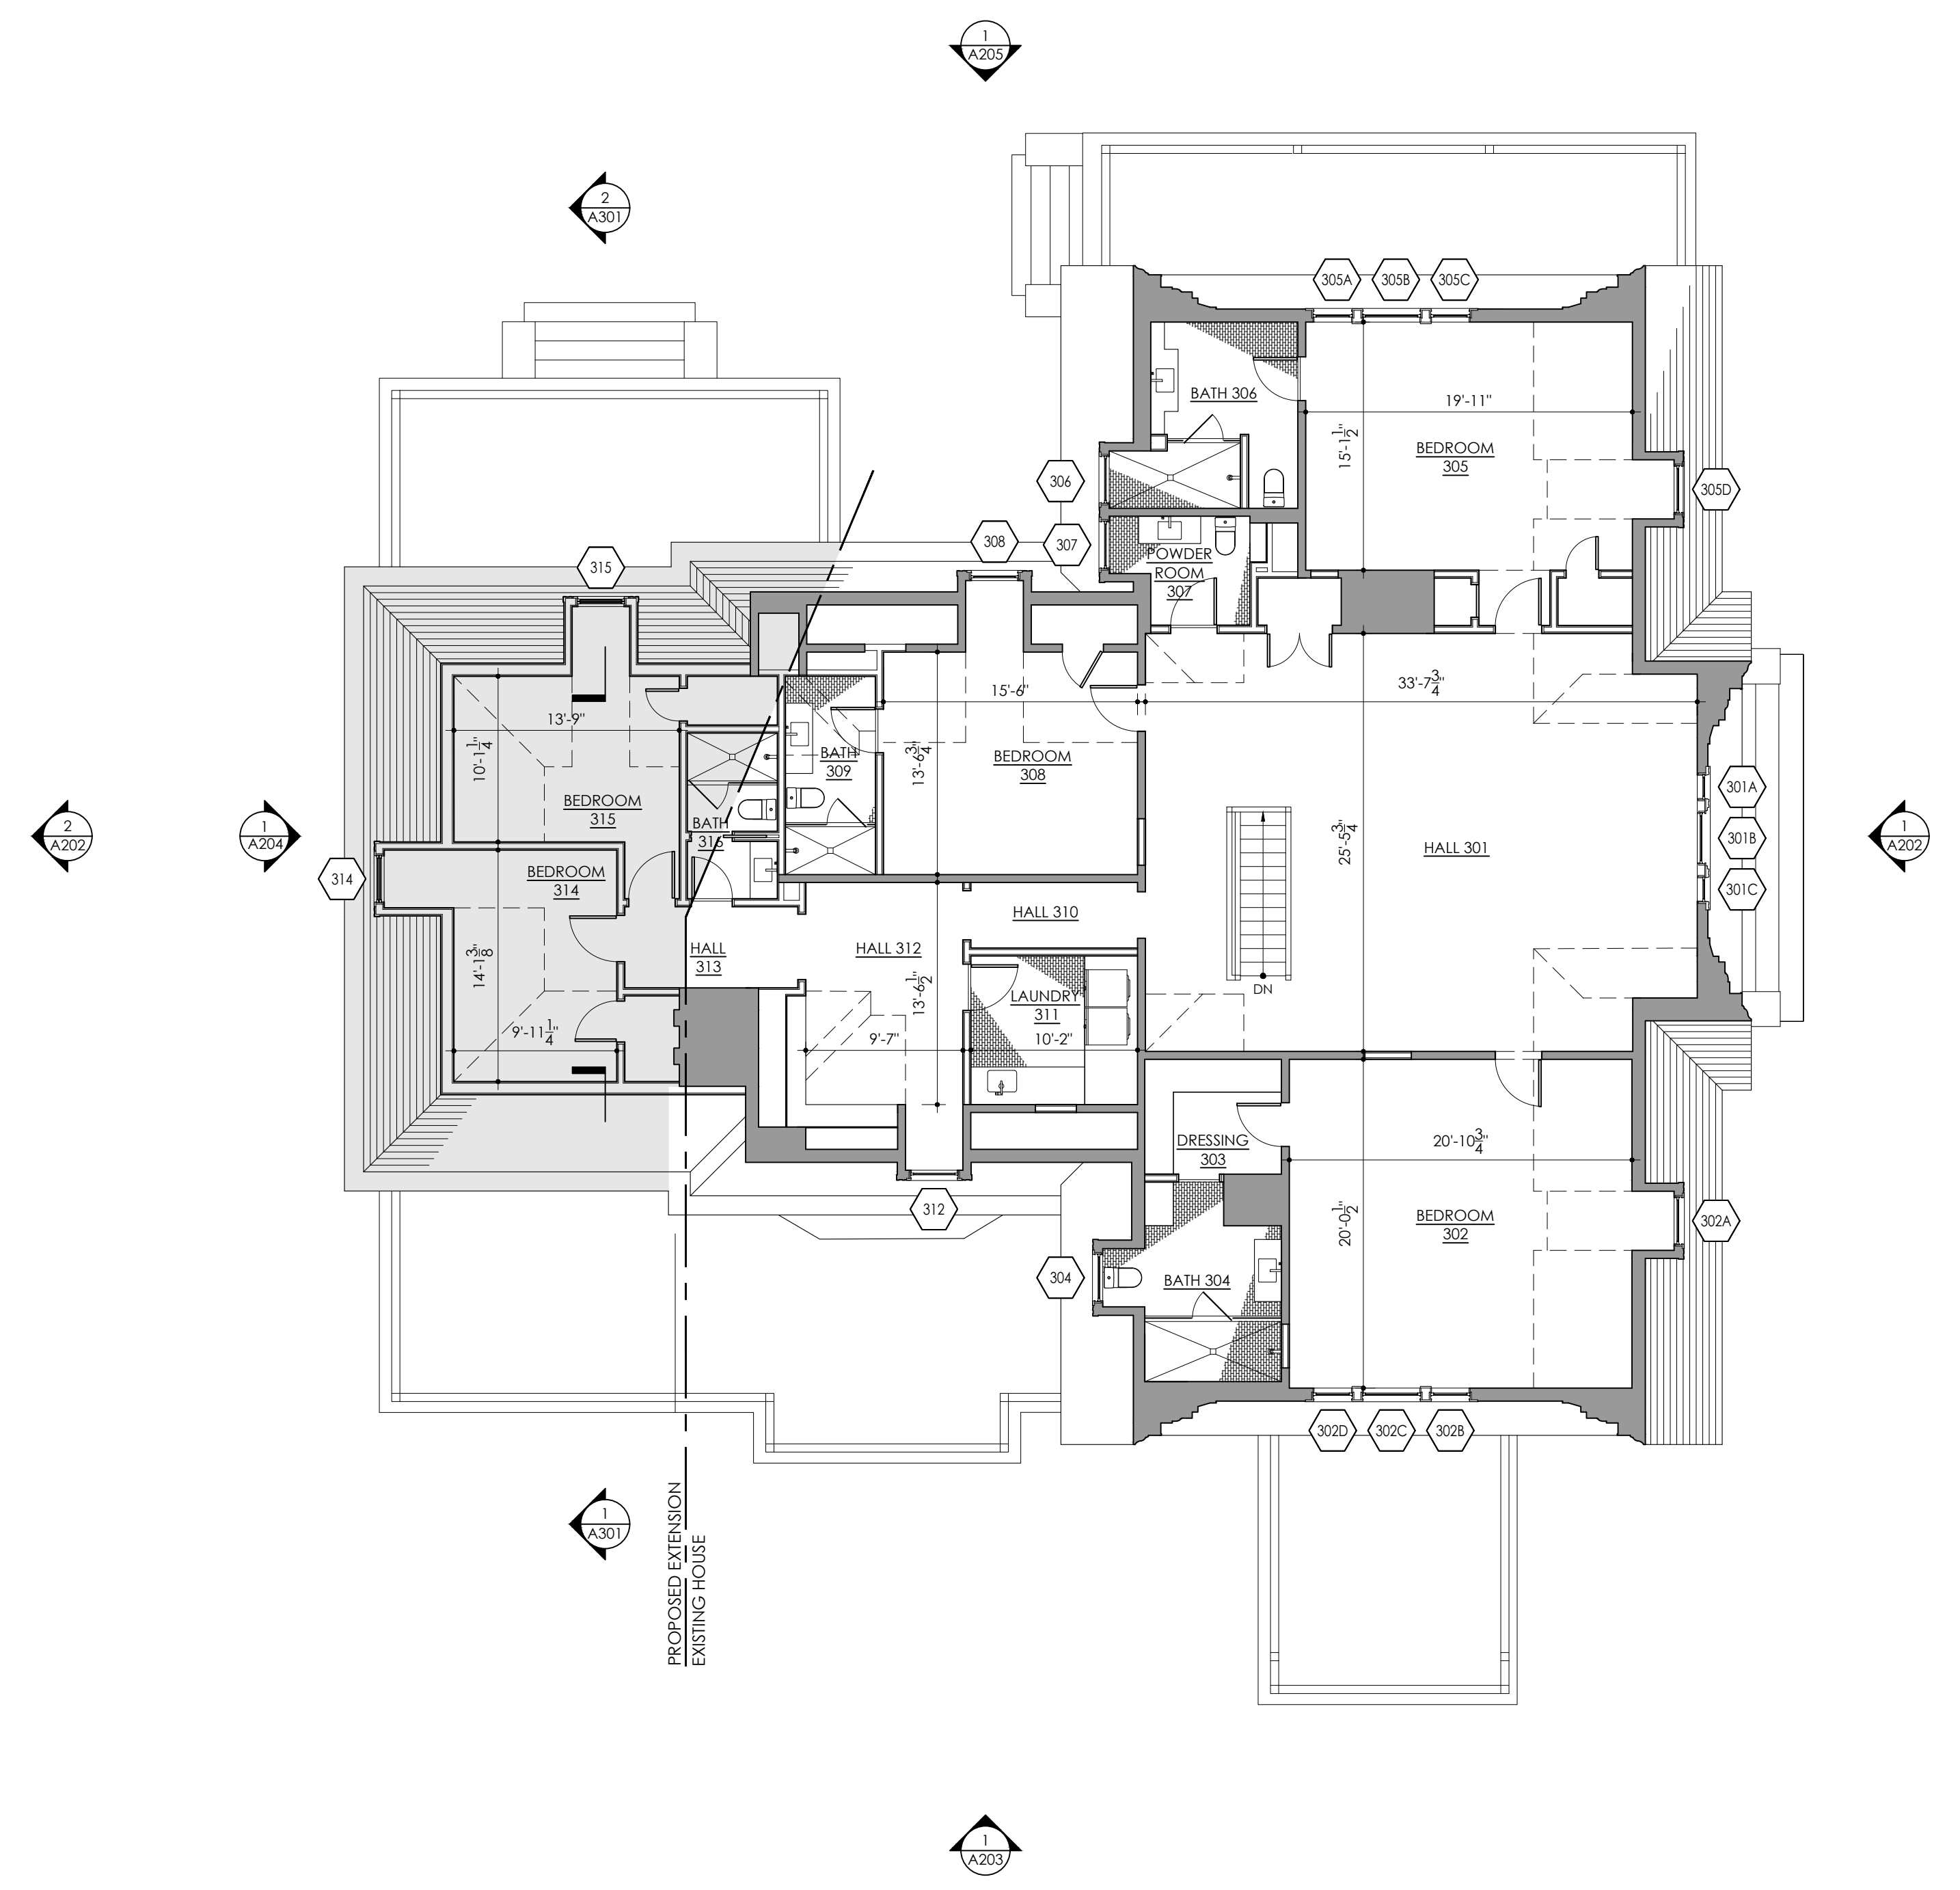 1
A205
2
A301
305A
305B
305C
BATH 306
19'-11"
15'-1 1/2"
BEDROOM
305
306
305D
308
307
315
POWDER
ROOM
307
15'-6"
33'-7 3/4"
13'-9"
10'-1 1/4"
BATH
309
13'-6 3/4"
BEDROOM
308
301A
BEDROOM
315
BATH
316
2
A202
1
A204
25'-5 3/4"
HALL 301
301B
1
A202
314
BEDROOM
314
301C
HALL 310
HALL
313
HALL 312
14'-1 3/8"
13'-6 1/2"
DN
LAUNDRY
311
9'-11 1/4"
9'-7"
10'-2"
DRESSING
303
20'-10 3/4"
312
20'-0 1/2"
BEDROOM
302
302A
304
BATH 304
302D
302C
302B
1
A301
PROPOSED EXTENSION
EXISTING HOUSE
1
A203